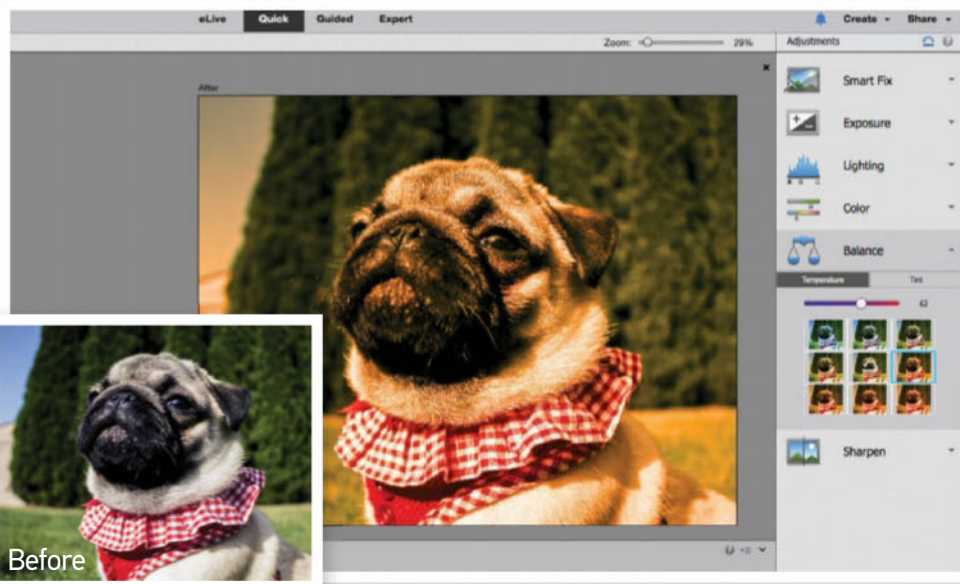 eLive Quick Guided Expert Create Share
Zoom: 29% Adjustments
After
Smart Fix
Exposure
Lighting
Color
Balance
Temperature Tint
62
Sharpen
Before